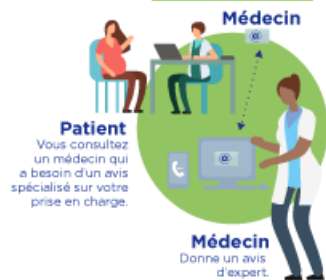 Médecin
Patient
Vous consultez
un médecin qui
a besoin d'un avis
spécialisé sur votre
prise en charge.
Médecin
Donne un avis
d'expert.